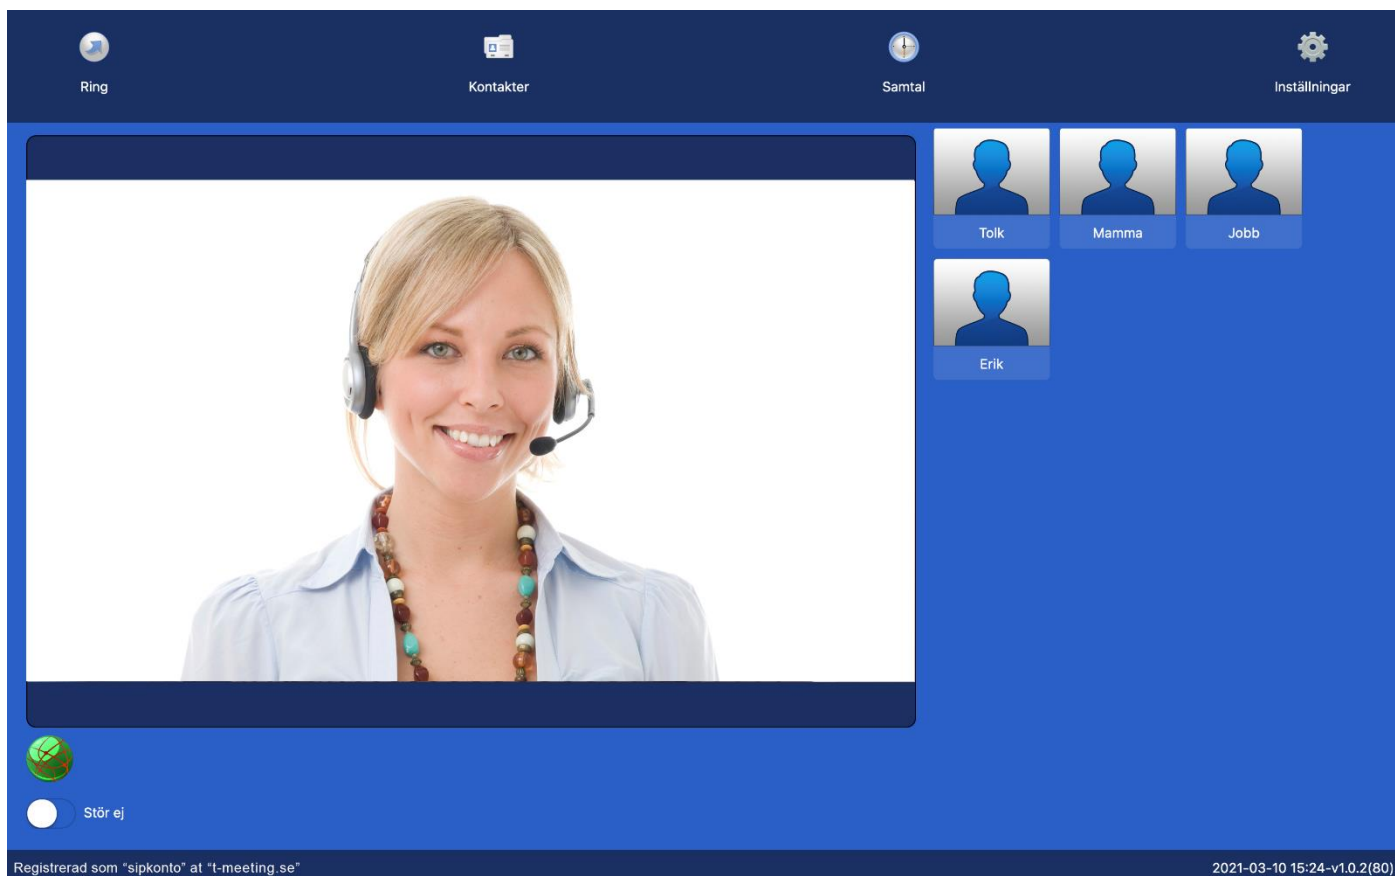 Ring
Kontakter
Samtal
Inställningar
Tolk
Mamma
Jobb
Erik
Stör ej
Registrerad som “sipkonto” at “t-meeting.se”
2021-03-10 15:24-v1.0.2(80)